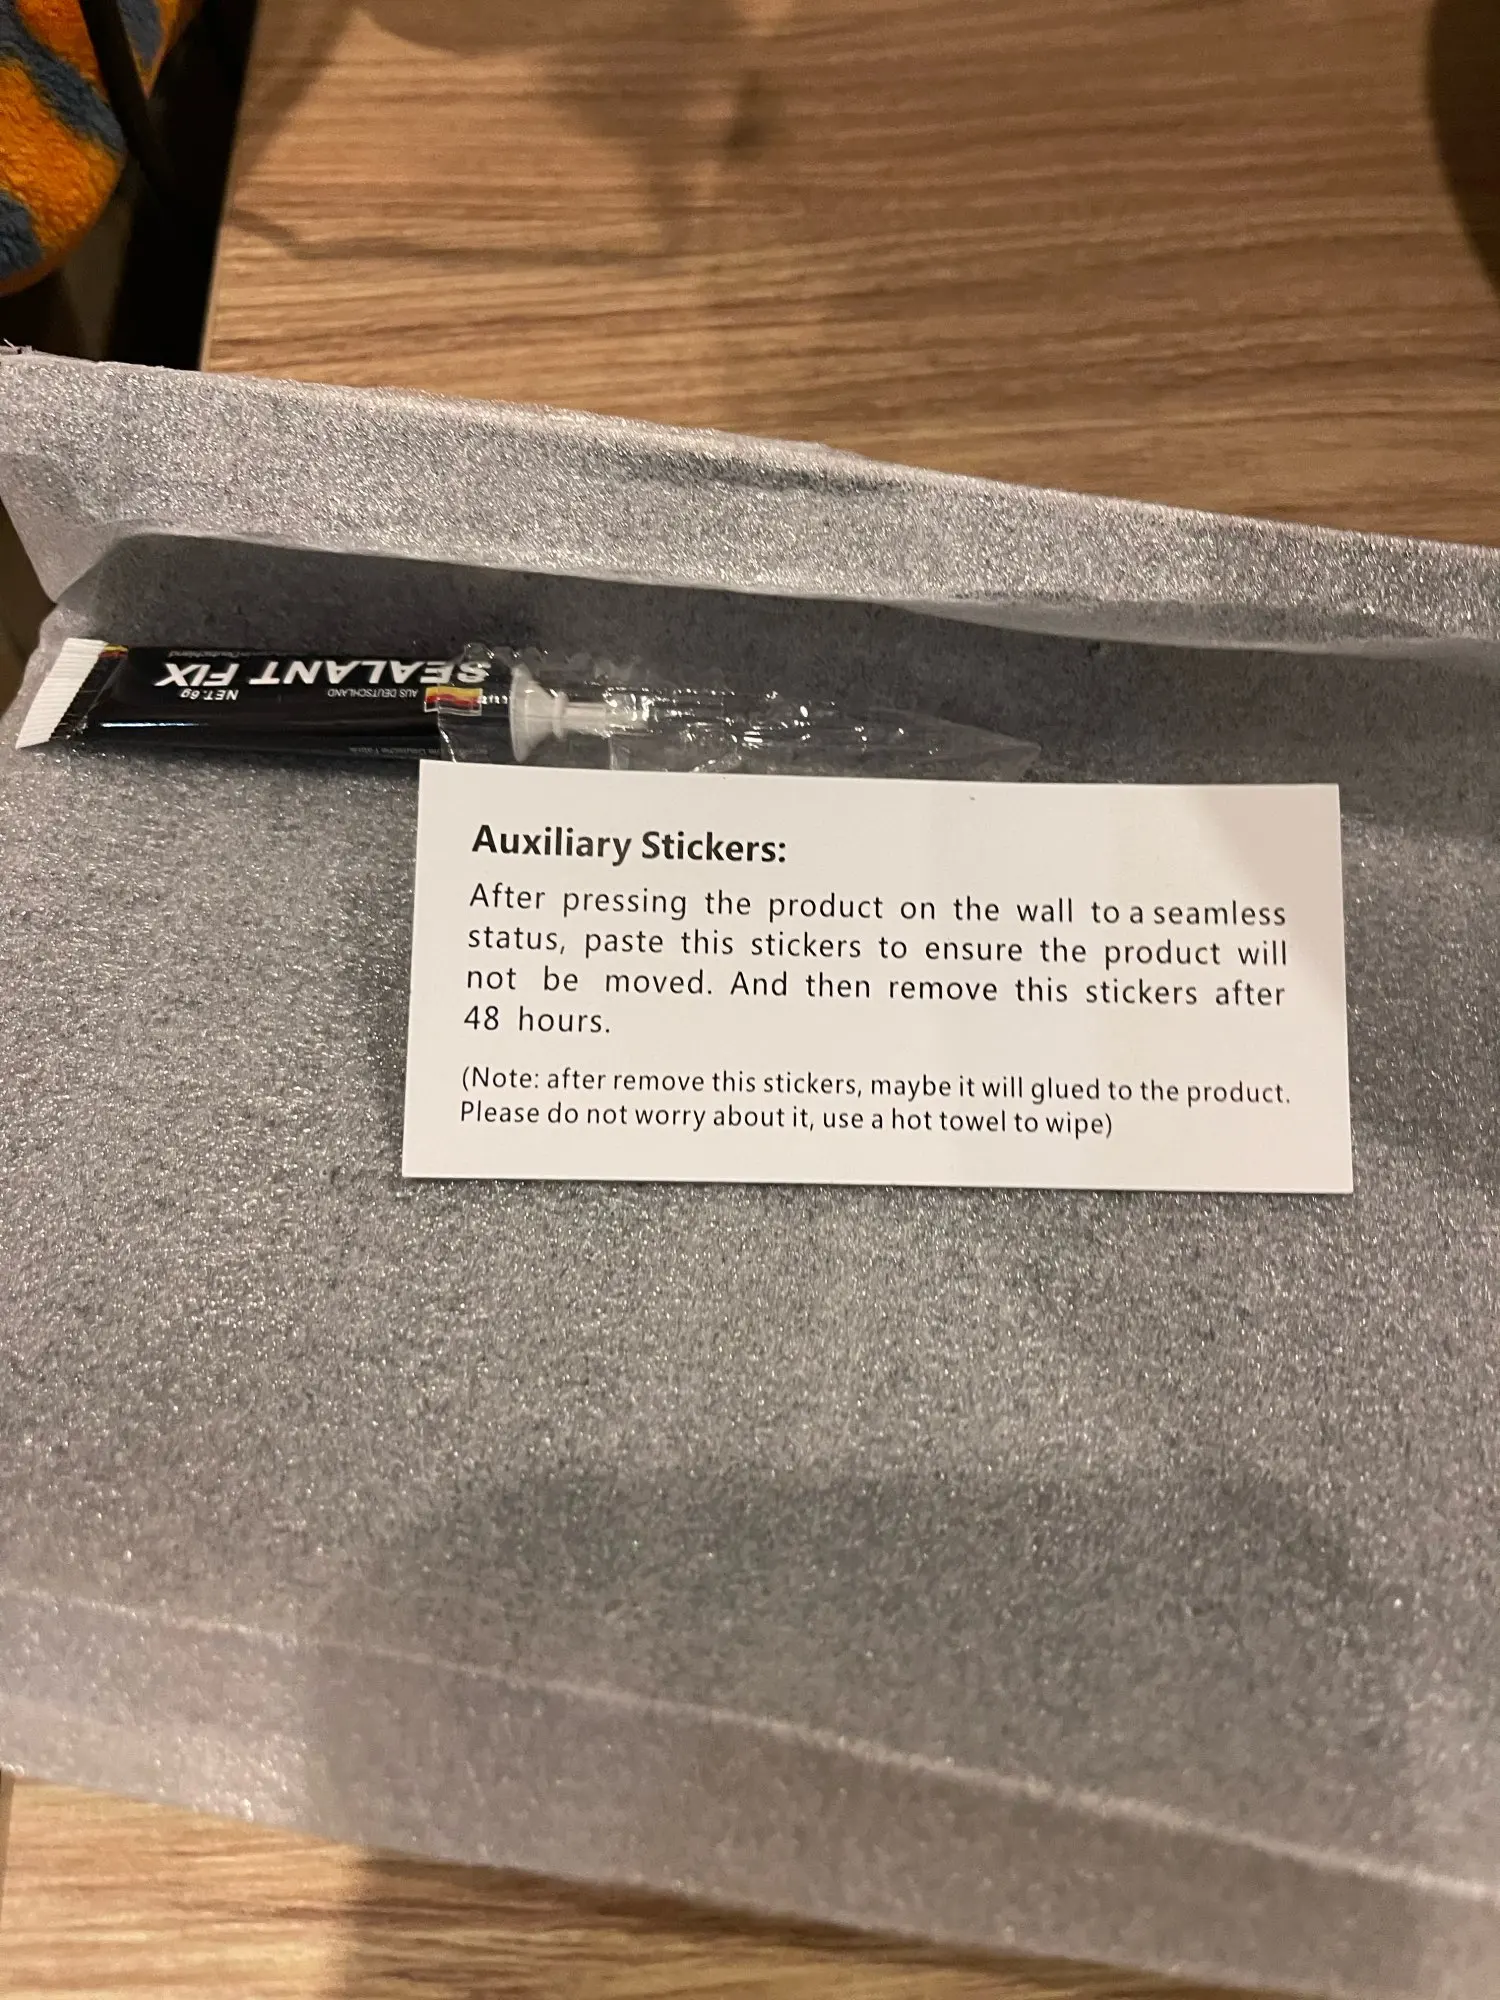 SEALANT FIX
AUS DEUTSCHLAND
NET.6g
Auxiliary Stickers:
After pressing the product on the wall to a seamless
status, paste this stickers to ensure the product will
not be moved. And then remove this stickers after
48 hours.
(Note: after remove this stickers, maybe it will glued to the product.
Please do not worry about it, use a hot towel to wipe)